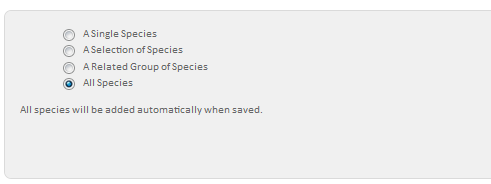 A Single Species
A Selection of Species
A Related Group of Species
All Species
All species will be added automatically when saved.